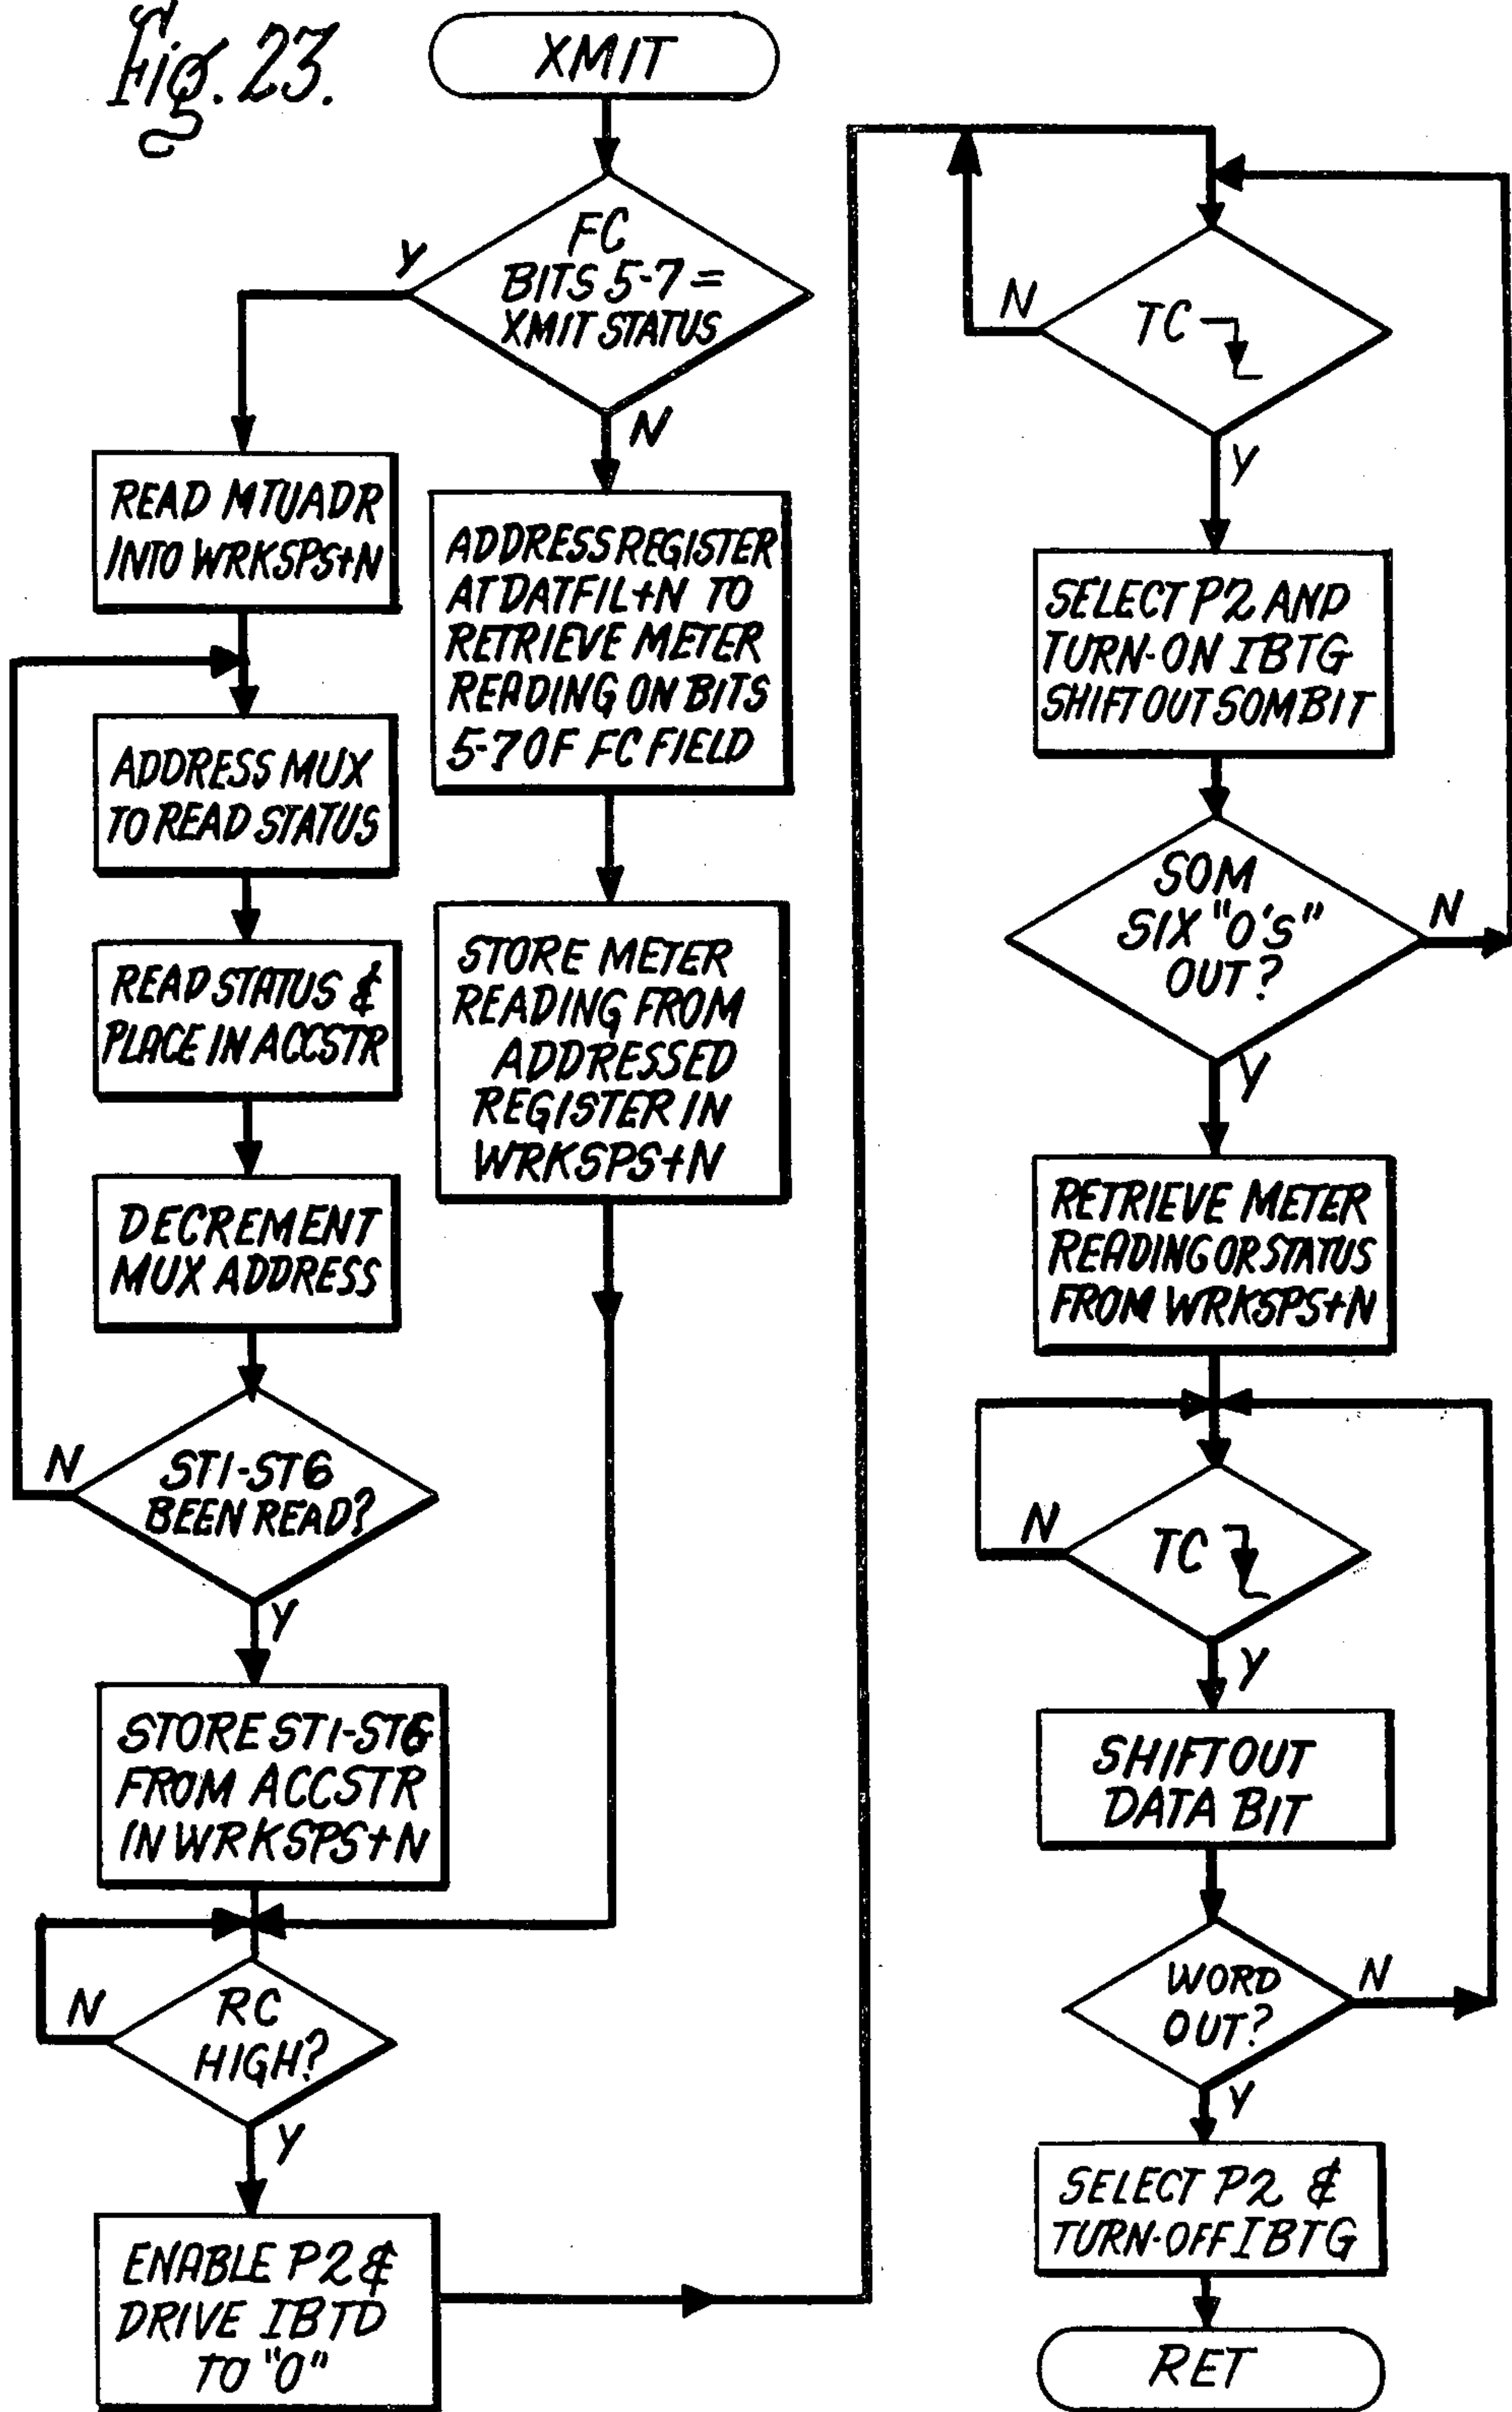 Fig. 23.
XMIT
FC
BITS 5-7 =
XMIT STATUS
Y
N
READ MTUADR
INTO WRKSPS+N
ADDRESS MUX
TO READ STATUS
READ STATUS &
PLACE IN ACCSTR
DECREMENT
MUX ADDRESS
ST1-ST6
BEEN READ?
N
Y
STORE ST1-ST6
FROM ACCSTR
IN WRKSPS+N
RC
HIGH?
N
Y
ENABLE P2 &
DRIVE IBTD
TO "0"
ADDRESS REGISTER
AT DATFIL+N TO
RETRIEVE METER
READING ON BITS
5-7 OF FC FIELD
STORE METER
READING FROM
ADDRESSED
REGISTER IN
WRKSPS+N
TC
N
Y
SELECT P2 AND
TURN-ON IBTG
SHIFT OUT SOM BIT
SOM
SIX "0'S"
OUT?
N
Y
RETRIEVE METER
READING OR STATUS
FROM WRKSPS+N
TC
N
Y
SHIFT OUT
DATA BIT
WORD
OUT?
N
Y
SELECT P2 &
TURN-OFF IBTG
RET